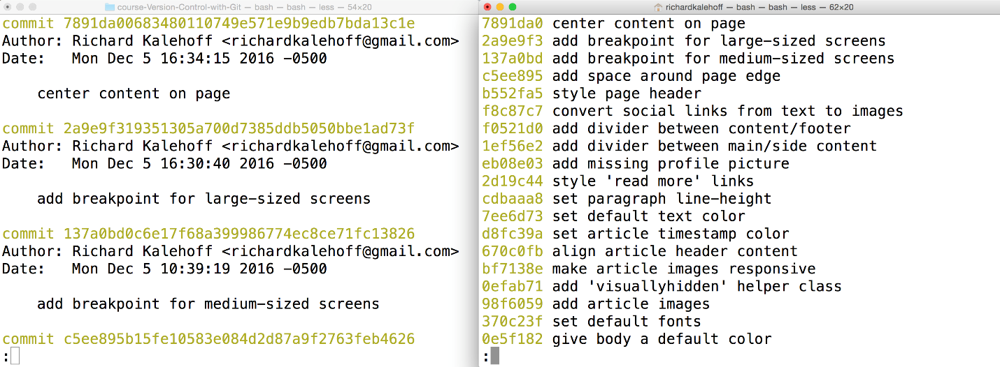 course-Version-Control-with-Git — bash — bash — less — 54×20
commit 7891da00683480110749e571e9b9edb7bda13c1e
Author: Richard Kalehoff <richardkalehoff@gmail.com>
Date:   Mon Dec 5 16:34:15 2016 -0500
center content on page
commit 2a9e9f319351305a700d7385ddb5050bbe1ad73f
Author: Richard Kalehoff <richardkalehoff@gmail.com>
Date:   Mon Dec 5 16:30:40 2016 -0500
add breakpoint for large-sized screens
commit 137a0bd0c6e17f68a399986774ec8ce71fc13826
Author: Richard Kalehoff <richardkalehoff@gmail.com>
Date:   Mon Dec 5 10:39:19 2016 -0500
add breakpoint for medium-sized screens
commit c5ee895b15fe10583e084d2d87a9f2763feb4626
:
richardkalehoff — bash — bash — less — 62×20
7891da0 center content on page
2a9e9f3 add breakpoint for large-sized screens
137a0bd add breakpoint for medium-sized screens
c5ee895 add space around page edge
b552fa5 style page header
f8c87c7 convert social links from text to images
f0521d0 add divider between content/footer
1ef56e2 add divider between main/side content
eb08e03 add missing profile picture
2d19c44 style 'read more' links
cdbaaa8 set paragraph line-height
7ee6d73 set default text color
d8fc39a set article timestamp color
670c0fb align article header content
bf7138e make article images responsive
0efab71 add 'visuallyhidden' helper class
98f6059 add article images
370c23f set default fonts
0e5f182 give body a default color
: